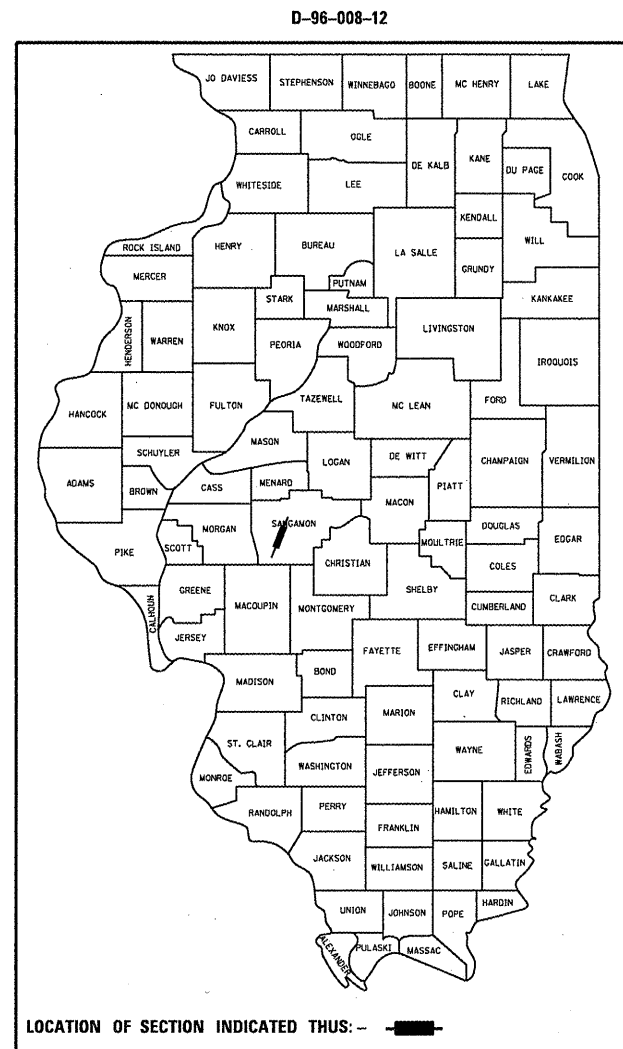 D-96-008-12
JO DAVIESS STEPHENSON WINNEBAGO BOONE MC HENRY LAKE
CARROLL OGLE
DE KALB KANE DU PAGE COOK
WHITESIDE LEE
KENDALL
ROCK ISLAND HENRY BUREAU LA SALLE GRUNDY WILL
MERCER PUTNAM
STARK MARSHALL KANKAKEE
HENDERSON WARREN KNOX PEORIA WOODFORD LIVINGSTON
IROQUOIS
HANCOCK MC DONOUGH FULTON TAZEWELL MC LEAN FORD
MASON
SCHUYLER LOGAN DE WITT CHAMPAIGN VERMILION
ADAMS BROWN CASS MENARD PIATT
MACON
MORGAN SANGAMON DOUGLAS
PIKE SCOTT MOULTRIE EDGAR
CHRISTIAN COLES
GREENE SHELBY
CALHOUN MACOUPIN MONTGOMERY CUMBERLAND CLARK
JERSEY
FAYETTE EFFINGHAM JASPER CRAWFORD
MADISON BOND
CLAY RICHLAND LAWRENCE
CLINTON MARION
ST. CLAIR WAYNE EDWARDS WABASH
WASHINGTON JEFFERSON
MONROE
RANDOLPH PERRY HAMILTON WHITE
FRANKLIN
JACKSON WILLIAMSON SALINE GALLATIN
UNION JOHNSON POPE HARDIN
ALEXANDER PULASKI MASSAC
LOCATION OF SECTION INDICATED THUS: -